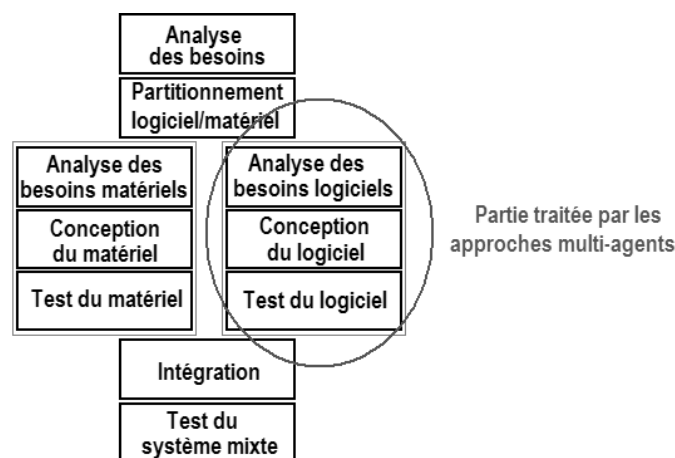 Analyse
des besoins
Partitionnement
logiciel/matériel
Analyse des
besoins matériels
Conception
du matériel
Test du matériel
Analyse des
besoins logiciels
Conception
du logiciel
Test du logiciel
Partie traitée par les
approches multi-agents
Intégration
Test du
système mixte